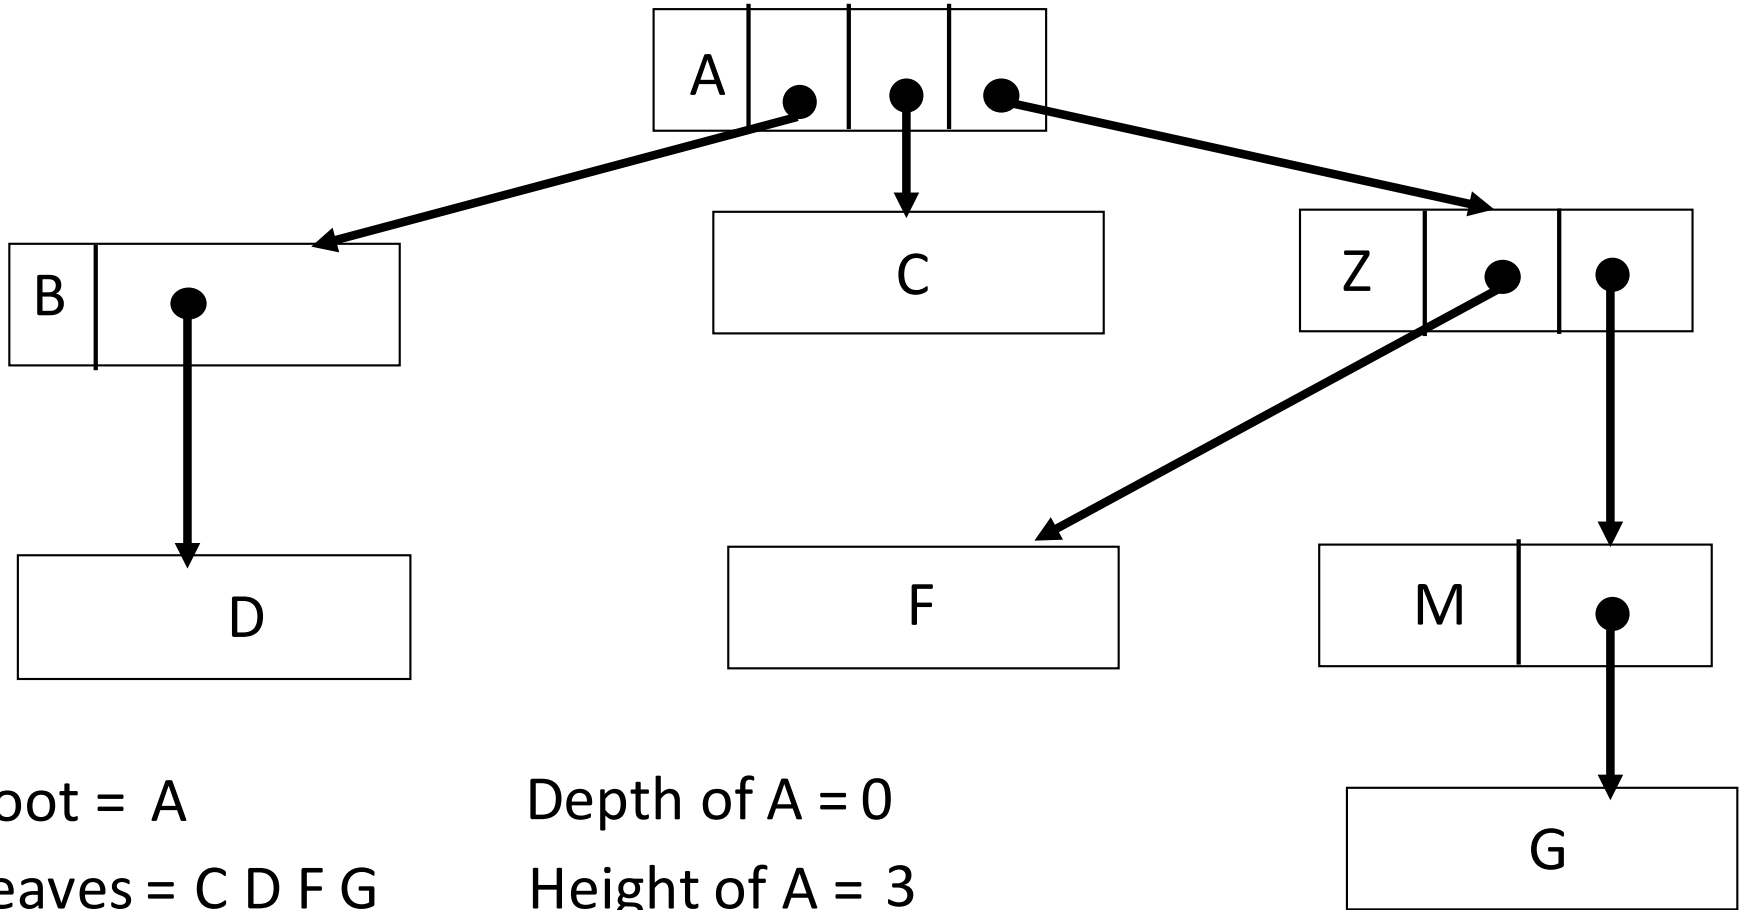 A
B
C
Z
D
F
M
G
oot = A
Depth of A = 0
eaves = C D F G
Height of A = 3